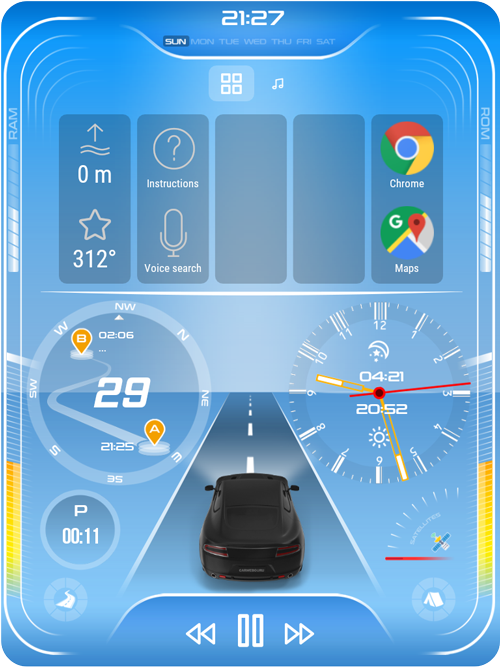 21:27
SUN MON TUE WED THU FRI SAT
RAM
ROM
0 m
Instructions
Chrome
312°
Voice search
G
Maps
NW
W
N
SW
NE
S
E
SE
B
02:06
...
29
A
21:25
12
11
1
10
2
9
3
8
4
7
5
6
04:21
20:52
P
00:11
SATELLITES